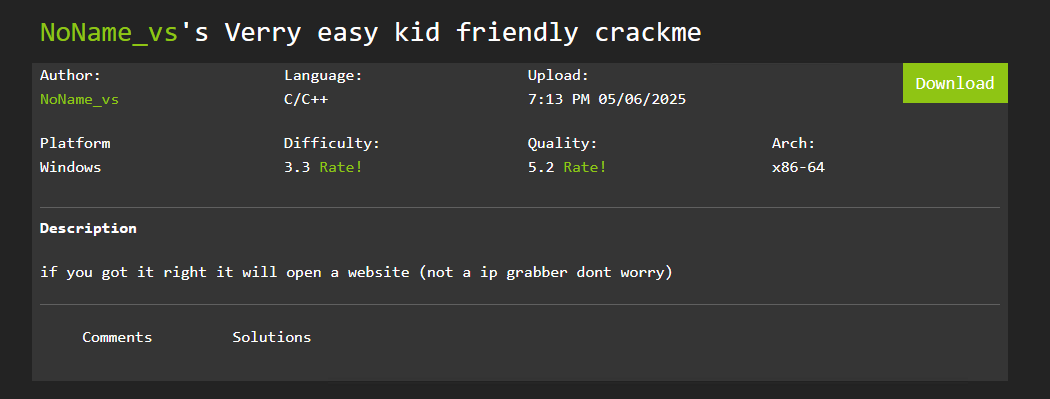 NoName_vs's Verry easy kid friendly crackme
Author: Language: Upload: Download
NoName_vs C/C++ 7:13 PM 05/06/2025
Platform Difficulty: Quality: Arch:
Windows 3.3 Rate! 5.2 Rate! x86-64
Description
if you got it right it will open a website (not a ip grabber dont worry)
Comments Solutions